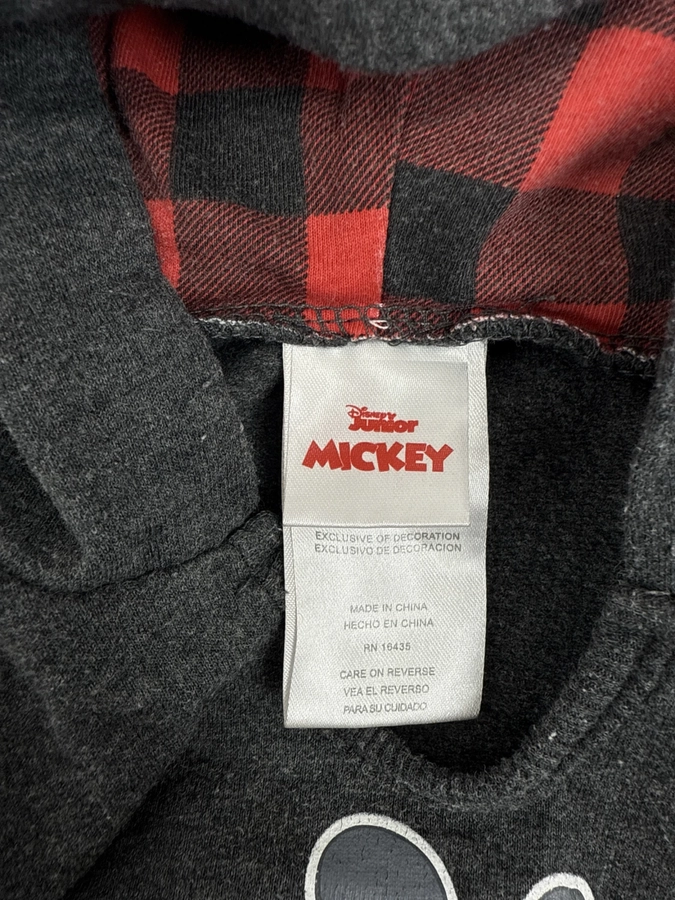 Disney
Junior
MICKEY
EXCLUSIVE OF DECORATION
EXCLUSIVO DE DECORACION
MADE IN CHINA
HECHO EN CHINA
RN 16435
CARE ON REVERSE
VEA EL REVERSO
PARA SU CUIDADO